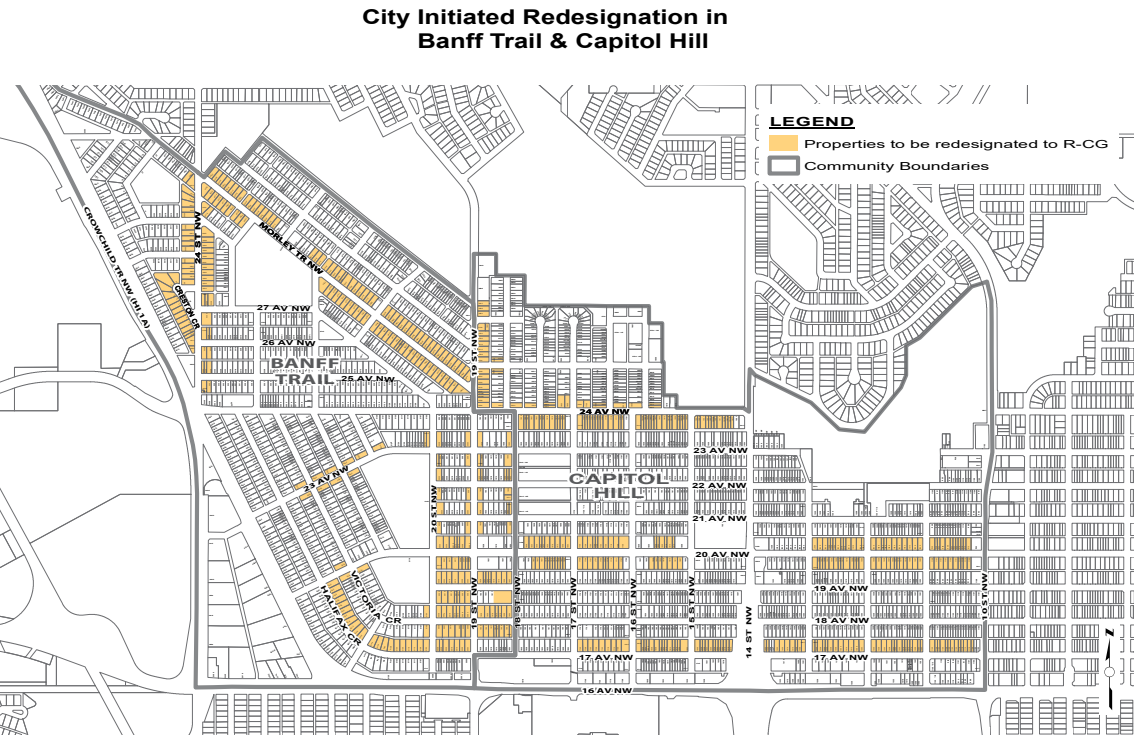 City Initiated Redesignation in
Banff Trail & Capitol Hill
LEGEND
Properties to be redesignated to R-CG
Community Boundaries
CROWCHILD TR NW (HI,1A)
24 ST NW
MORLEY TR NW
CRESTON CR
27 AV NW
26 AV NW
BANFF
TRAIL
25 AV NW
19 ST NW
24 AV NW
23 AV NW
23 AV NW
CAPITOL
HILL
22 AV NW
20 ST NW
21 AV NW
20 AV NW
VICTORIA CR
HALIFAX CR
19 ST NW
18 ST NW
17 ST NW
16 ST NW
15 ST NW
14 ST NW
10 ST NW
19 AV NW
18 AV NW
17 AV NW
17 AV NW
16 AV NW
N